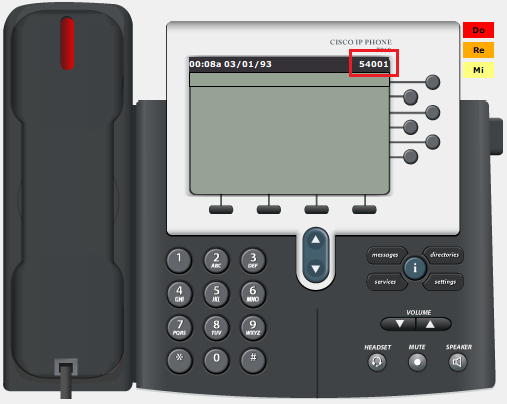 Do
CISCO IP PHONE
Re
00:08a 03/01/93 54001
Mi
messages directories
i
services settings
1 2 ABC 3 DEF
4 GHI 5 JKL 6 MNO
7 PQRS 8 TUV 9 WXYZ
* 0 #
VOLUME
HEADSET MUTE SPEAKER